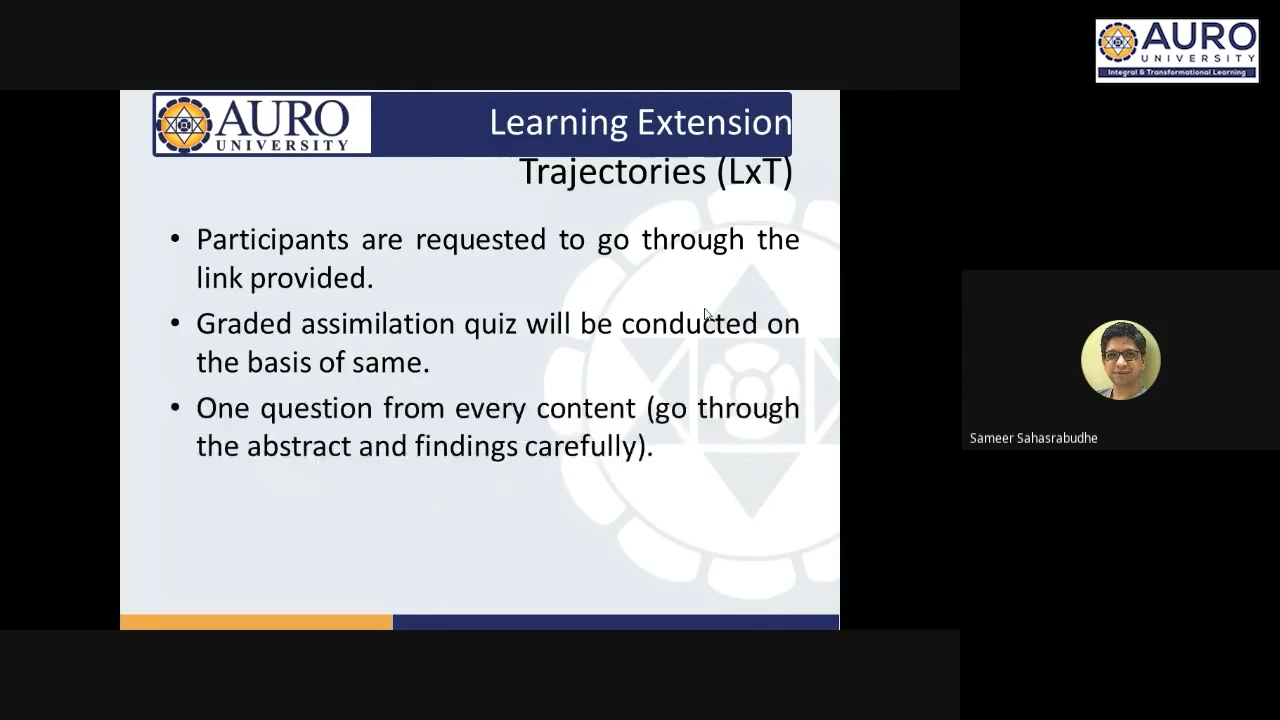 AURO
UNIVERSITY
Integral & Transformational Learning
AURO
UNIVERSITY
Learning Extension
Trajectories (LxT)
• Participants are requested to go through the
link provided.
• Graded assimilation quiz will be conducted on
the basis of same.
• One question from every content (go through
the abstract and findings carefully).
Sameer Sahasrabudhe